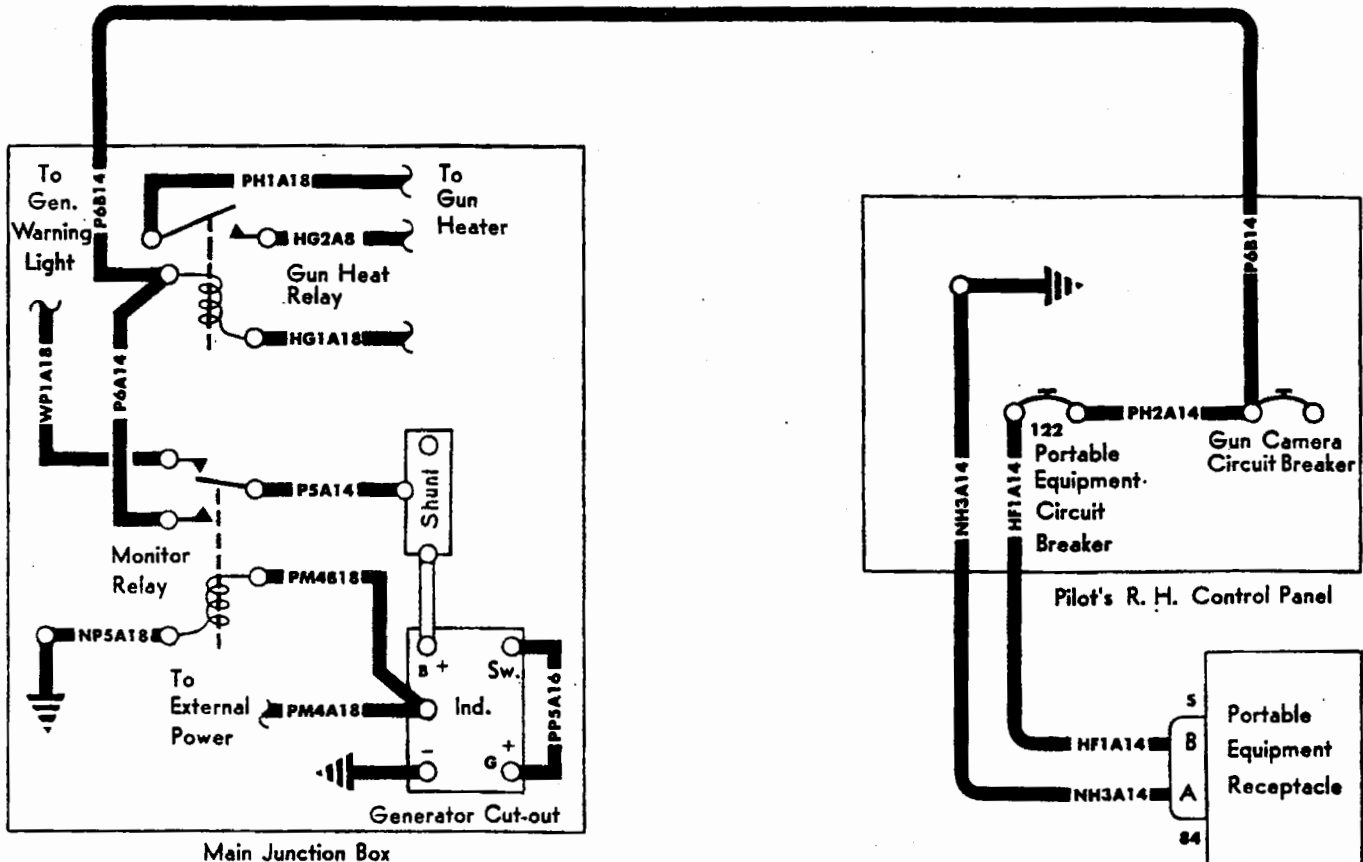 To
Gen.
Warning
Light
P6B14
PH1A18
To
Gun
Heater
HG2A8
Gun Heat
Relay
HG1A18
WP1A18
P6A14
P5A14
Shunt
Monitor
Relay
PM4B18
NP5A18
B +
Sw.
To
External
Power
PM4A18
Ind.
PP5A16
-
G +
Generator Cut-out
Main Junction Box
P6B14
PH2A14
122
Portable
Equipment
Circuit
Breaker
Gun Camera
Circuit Breaker
NH3A14
HF1A14
Pilot's R. H. Control Panel
5
HF1A14
B
NH3A14
A
84
Portable
Equipment
Receptacle